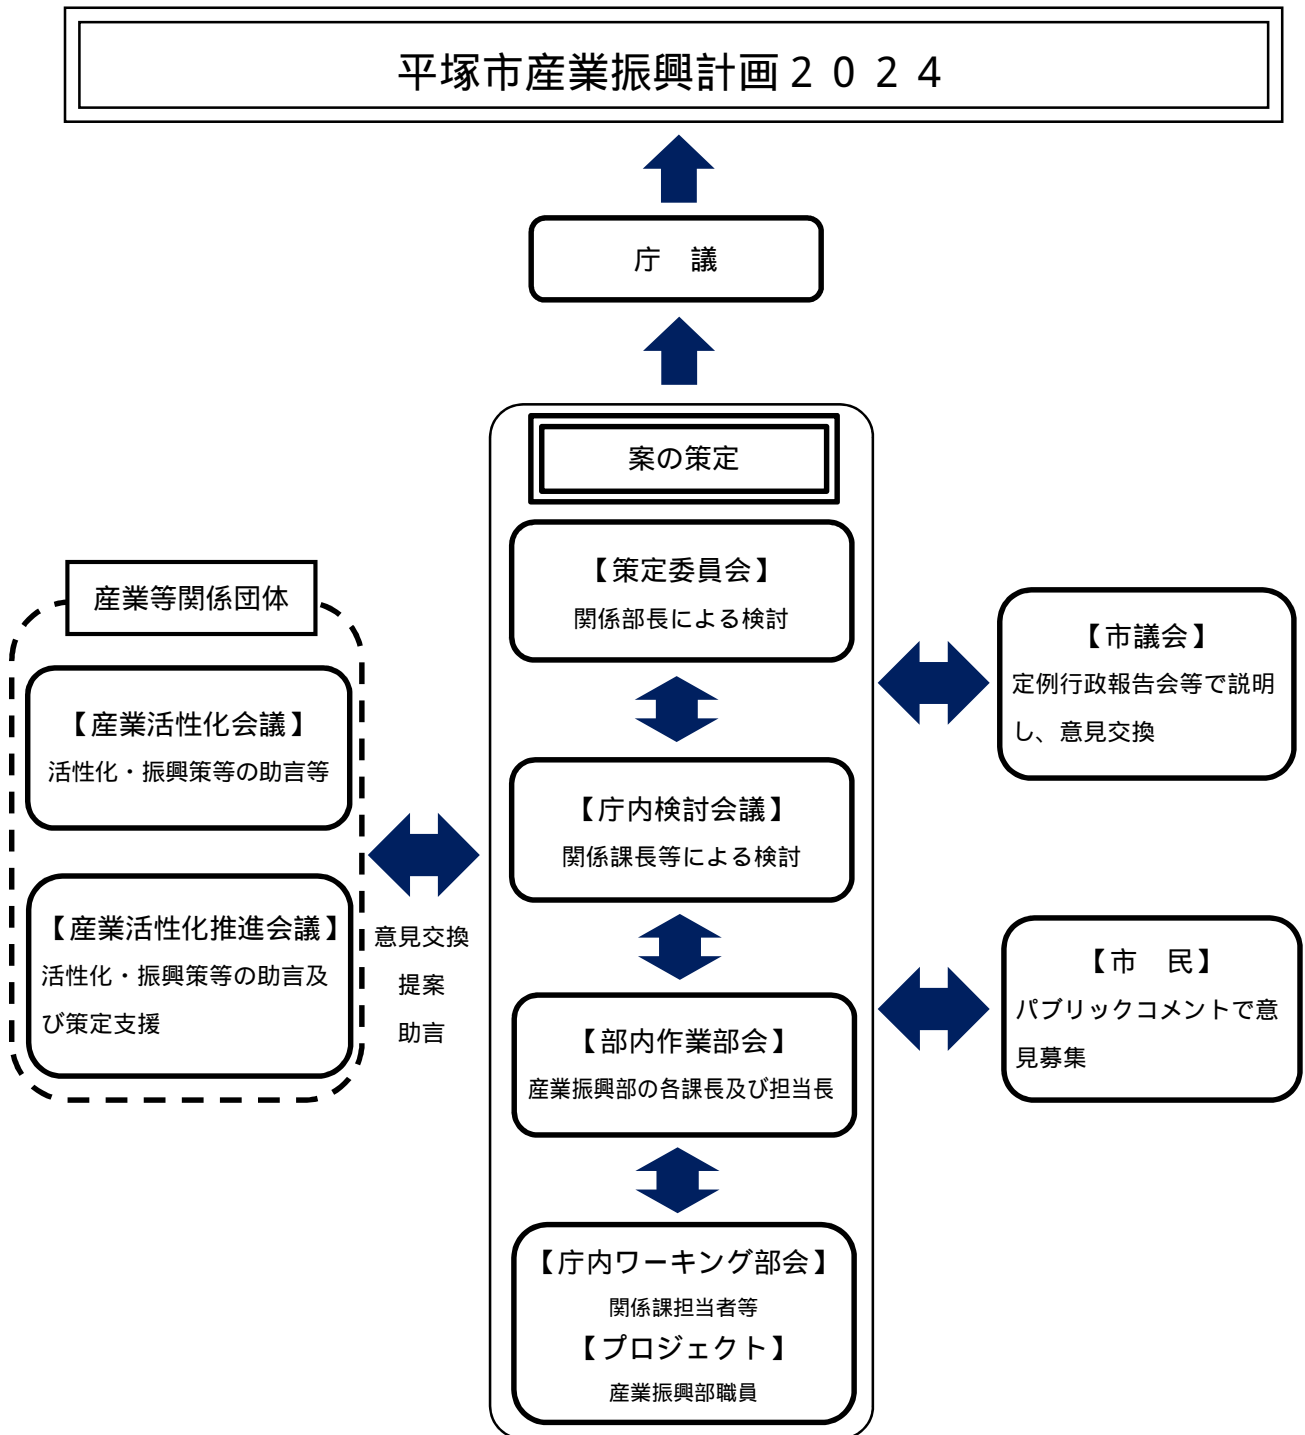 平塚市産業振興計画２０２４
庁　議
案の策定
【策定委員会】
関係部長による検討
【庁内検討会議】
関係課長等による検討
【部内作業部会】
産業振興部の各課長及び担当長
【庁内ワーキング部会】
関係課担当者等
【プロジェクト】
産業振興部職員
産業等関係団体
【産業活性化会議】
活性化・振興策等の助言等
【産業活性化推進会議】
活性化・振興策等の助言及
び策定支援
意見交換
提案
助言
【市議会】
定例行政報告会等で説明
し、意見交換
【市　民】
パブリックコメントで意
見募集